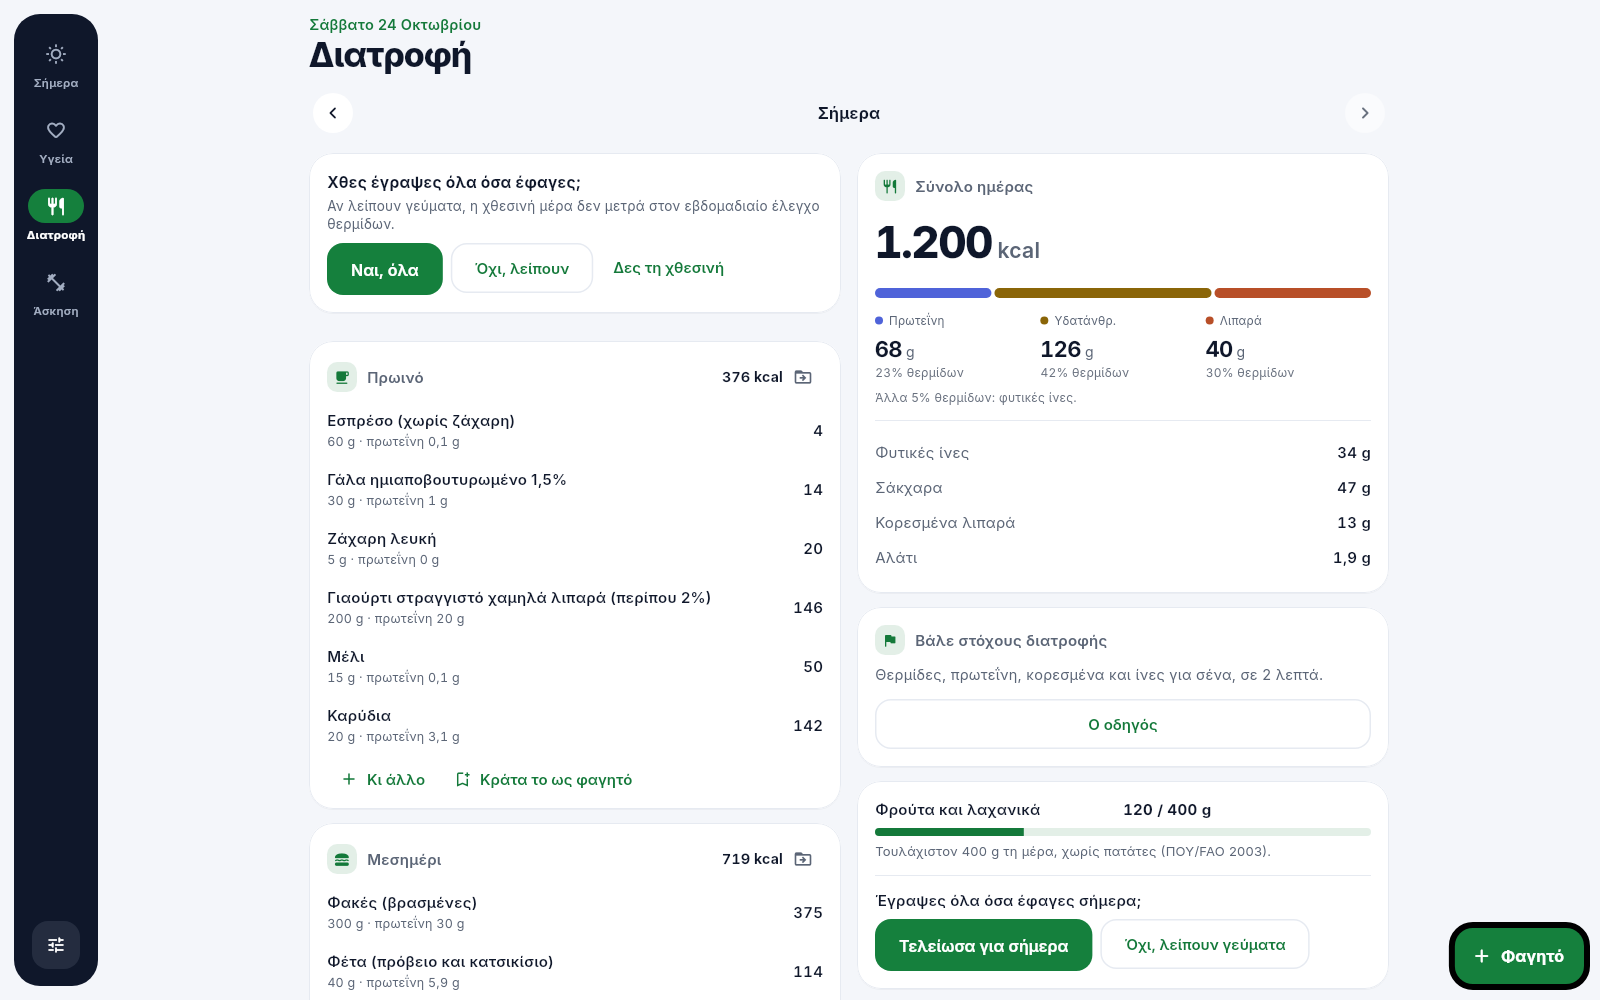 Σήμερα
Υγεία
Διατροφή
Άσκηση
Σάββατο 24 Οκτωβρίου
Διατροφή
Σήμερα
Χθες έγραψες όλα όσα έφαγες;
Αν λείπουν γεύματα, η χθεσινή μέρα δεν μετρά στον εβδομαδιαίο έλεγχο
θερμίδων.
Ναι, όλα
Όχι, λείπουν
Δες τη χθεσινή
Πρωινό
376 kcal
Εσπρέσο (χωρίς ζάχαρη)
60 g · πρωτεΐνη 0,1 g
4
Γάλα ημιαποβουτυρωμένο 1,5%
30 g · πρωτεΐνη 1 g
14
Ζάχαρη λευκή
5 g · πρωτεΐνη 0 g
20
Γιαούρτι στραγγιστό χαμηλά λιπαρά (περίπου 2%)
200 g · πρωτεΐνη 20 g
146
Μέλι
15 g · πρωτεΐνη 0,1 g
50
Καρύδια
20 g · πρωτεΐνη 3,1 g
142
Κι άλλο
Κράτα το ως φαγητό
Μεσημέρι
719 kcal
Φακές (βρασμένες)
300 g · πρωτεΐνη 30 g
375
Φέτα (πρόβειο και κατσικίσιο)
40 g · πρωτεΐνη 5,9 g
114
Σύνολο ημέρας
1.200 kcal
Πρωτεΐνη
68 g
23% θερμίδων
Υδατάνθρ.
126 g
42% θερμίδων
Λιπαρά
40 g
30% θερμίδων
Άλλα 5% θερμίδων: φυτικές ίνες.
Φυτικές ίνες
34 g
Σάκχαρα
47 g
Κορεσμένα λιπαρά
13 g
Αλάτι
1,9 g
Βάλε στόχους διατροφής
Θερμίδες, πρωτεΐνη, κορεσμένα και ίνες για σένα, σε 2 λεπτά.
Ο οδηγός
Φρούτα και λαχανικά
120 / 400 g
Τουλάχιστον 400 g τη μέρα, χωρίς πατάτες (ΠΟΥ/FAO 2003).
Έγραψες όλα όσα έφαγες σήμερα;
Τελείωσα για σήμερα
Όχι, λείπουν γεύματα
Φαγητό